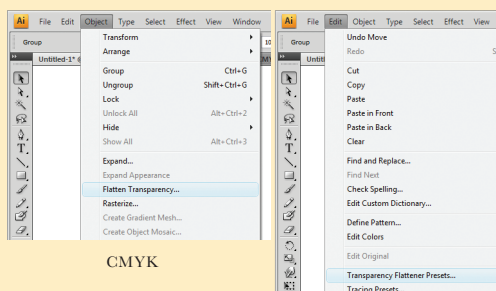 Ai File Edit Object Type Select Effect View Window
Group
Untitled-1*
Transform
Arrange
Group Ctrl+G
Ungroup Shift+Ctrl+G
Lock
Unlock All Alt+Ctrl+2
Hide
Show All Alt+Ctrl+3
Expand...
Expand Appearance
Flatten Transparency...
Rasterize...
Create Gradient Mesh...
Create Object Mosaic...
CMYK
Ai File Edit Object Type Select Effect View
Group
Untitl
Undo Move
Redo
Cut
Copy
Paste
Paste in Front
Paste in Back
Clear
Find and Replace...
Find Next
Check Spelling...
Edit Custom Dictionary...
Define Pattern...
Edit Colors
Edit Original
Transparency Flattener Presets...
Tracing Presets